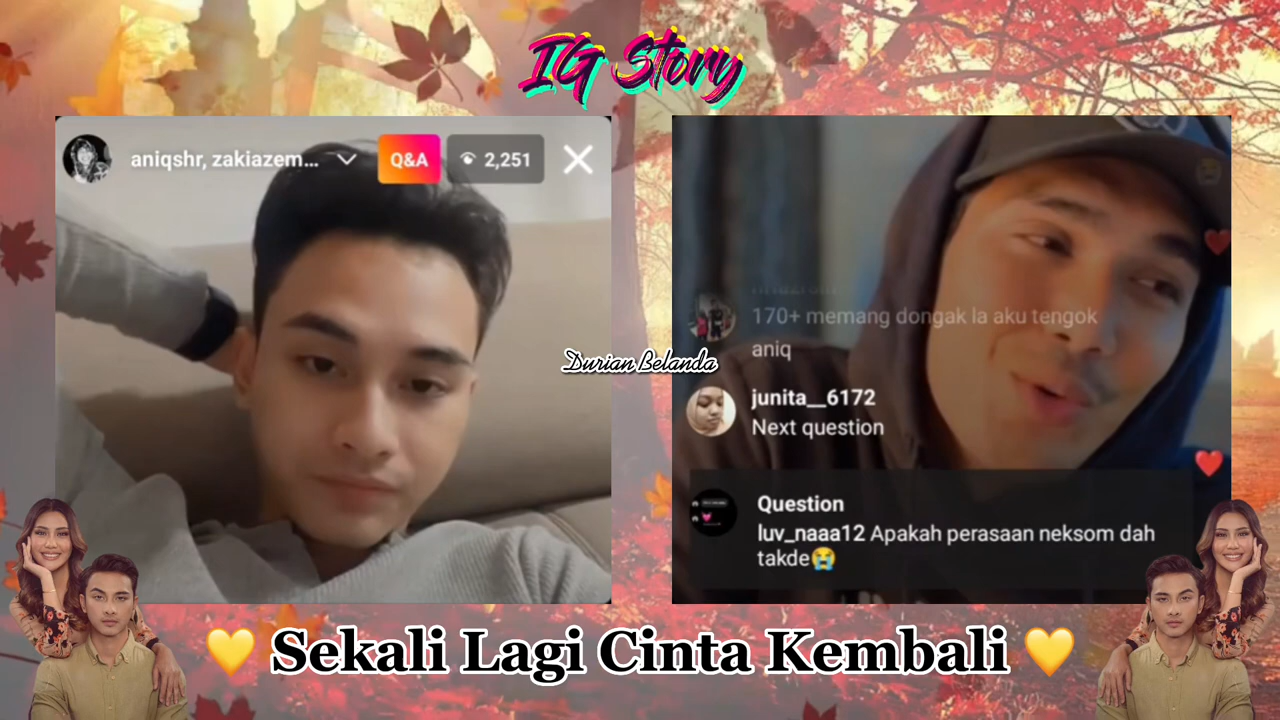 IG Story
aniqshr, zakiazem...
Q&A
2,251
170+ memang dongak la aku tengok
aniq
junita__6172
Next question
Durian Belanda
Question
luv_naaa12 Apakah perasaan neksom dah
takde😭
💛 Sekali Lagi Cinta Kembali 💛